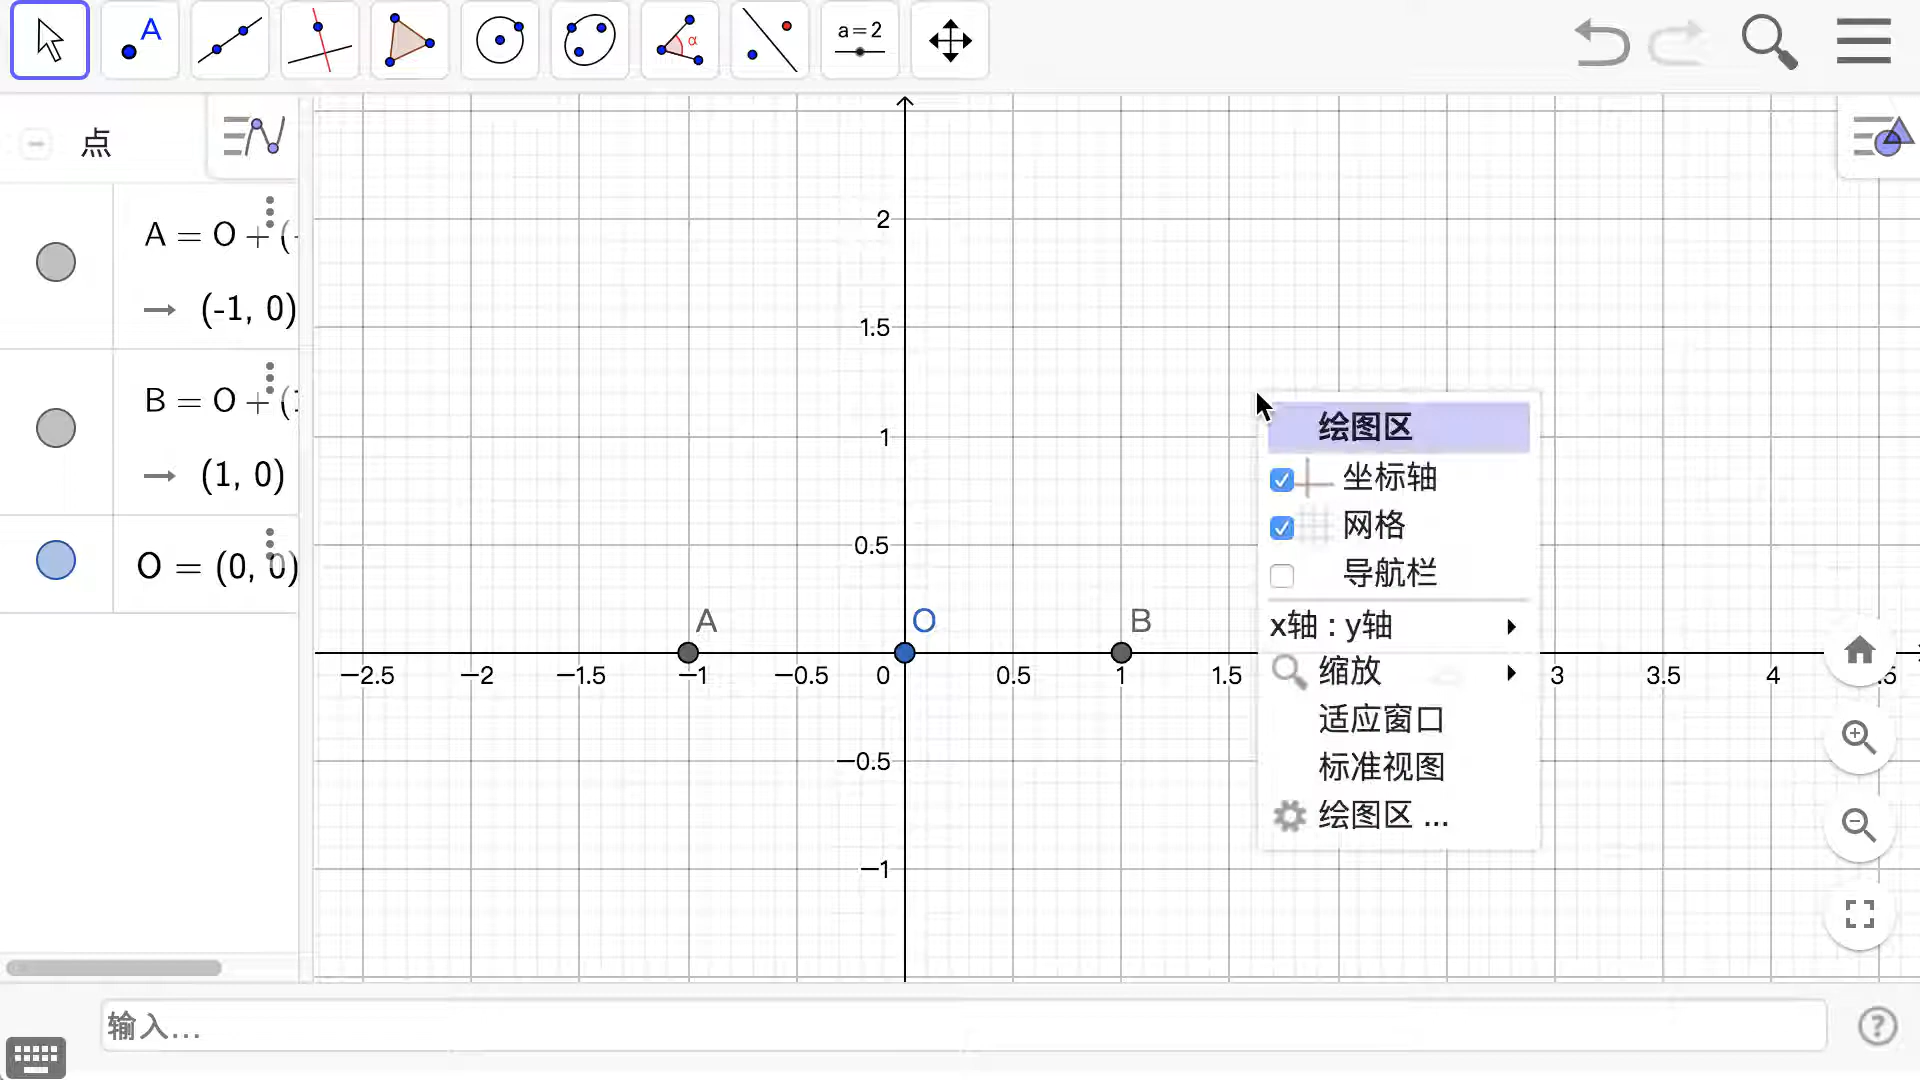 A
α
a=2
点
A = O + (-
→ (-1, 0)
B = O + (1
→ (1, 0)
O = (0, 0)
2
1.5
1
0.5
A
O
B
−2.5
−2
−1.5
−1
−0.5
0
0.5
1
1.5
3
3.5
4
.5
−0.5
−1
绘图区
坐标轴
网格
导航栏
x轴 : y轴
缩放
适应窗口
标准视图
绘图区 ...
输入...
?